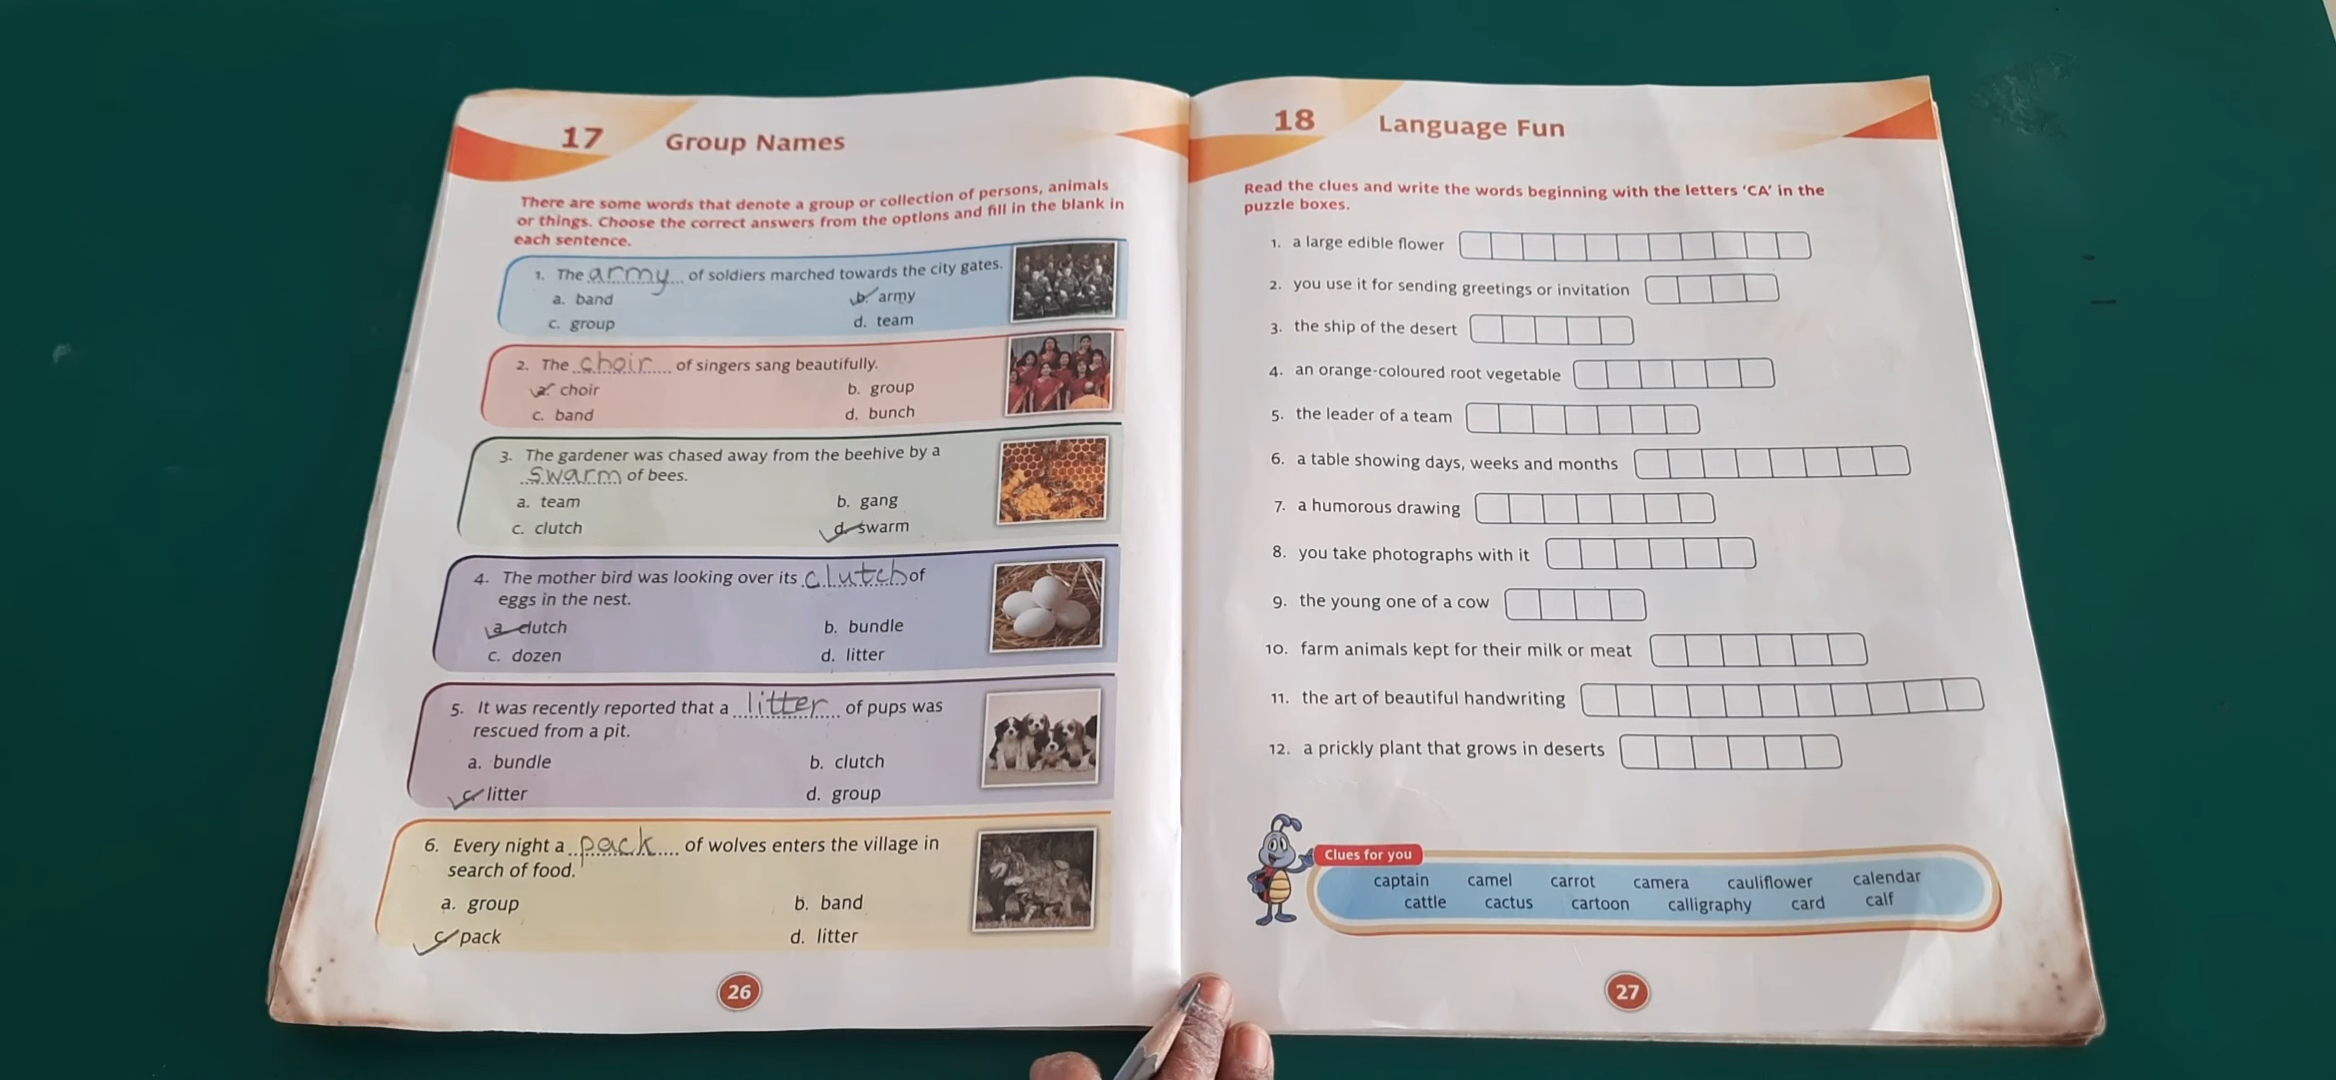 17 Group Names
There are some words that denote a group or collection of persons, animals
or things. Choose the correct answers from the options and fill in the blank in
each sentence.
1. The army of soldiers marched towards the city gates.
a. band b. army
c. group d. team
2. The choir of singers sang beautifully.
a. choir b. group
c. band d. bunch
3. The gardener was chased away from the beehive by a
swarm of bees.
a. team b. gang
c. clutch d. swarm
4. The mother bird was looking over its clutch of
eggs in the nest.
a. clutch b. bundle
c. dozen d. litter
5. It was recently reported that a litter of pups was
rescued from a pit.
a. bundle b. clutch
c. litter d. group
6. Every night a pack of wolves enters the village in
search of food.
a. group b. band
c. pack d. litter
26
18 Language Fun
Read the clues and write the words beginning with the letters ‘CA’ in the
puzzle boxes.
1. a large edible flower
2. you use it for sending greetings or invitation
3. the ship of the desert
4. an orange-coloured root vegetable
5. the leader of a team
6. a table showing days, weeks and months
7. a humorous drawing
8. you take photographs with it
9. the young one of a cow
10. farm animals kept for their milk or meat
11. the art of beautiful handwriting
12. a prickly plant that grows in deserts
Clues for you
captain camel carrot camera cauliflower calendar
cattle cactus cartoon calligraphy card calf
27